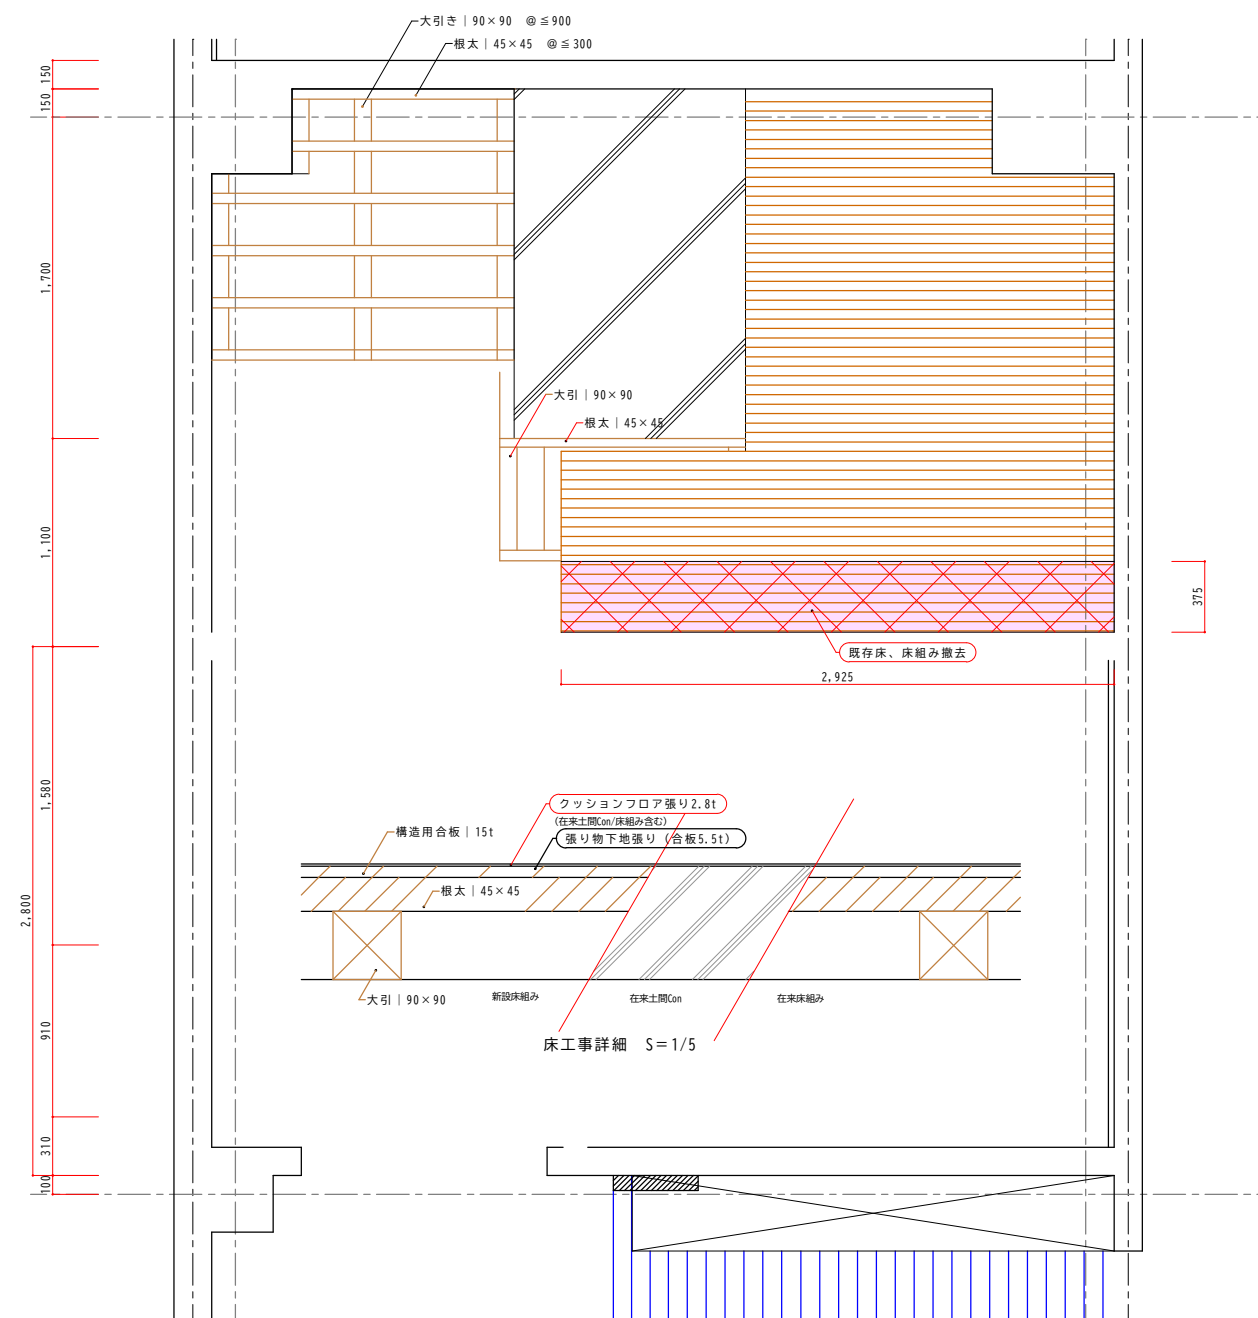 大引き｜90×90　@≦900
根太｜45×45　@≦300
150
150
1,700
大引｜90×90
根太｜45×45
1,100
375
既存床、床組み撤去
2,925
1,580
クッションフロア張り2.8t
(在来土間Con/床組み含む)
構造用合板｜15t
張り物下地張り（合板5.5t）
根太｜45×45
2,800
大引｜90×90
新設床組み
在来土間Con
在来床組み
910
床工事詳細　S=1/5
310
100